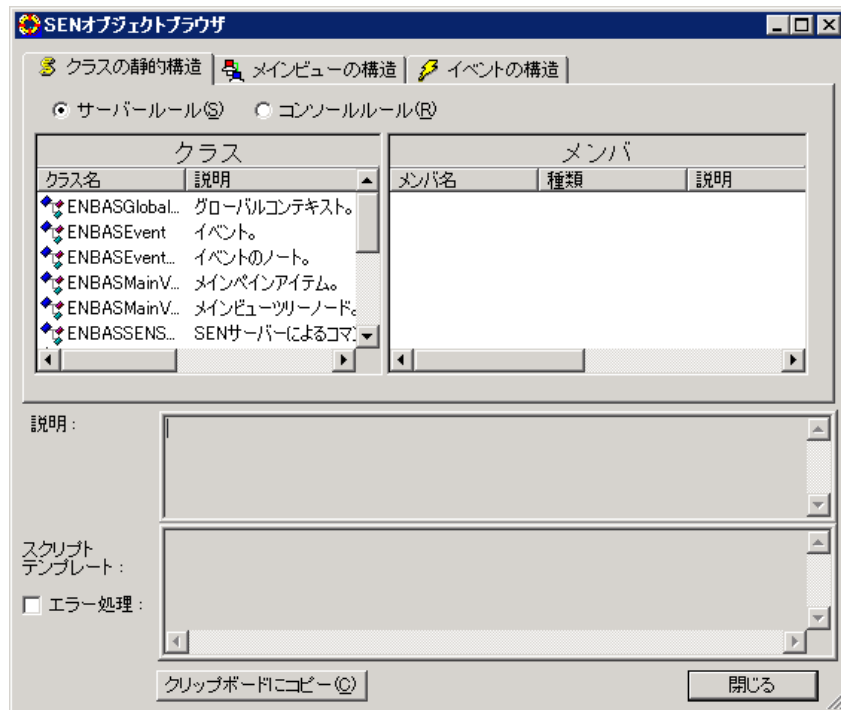 SENオブジェクトブラウザ
クラスの静的構造 メインビューの構造 イベントの構造
サーバールール(S) コンソールルール(R)
クラス メンバ
クラス名 説明 メンバ名 種類 説明
ENBASGlobal... グローバルコンテキスト。
ENBASEvent イベント。
ENBASEvent... イベントのノート。
ENBASMainV... メインペインアイテム。
ENBASMainV... メインビューツリーノード。
ENBASSENS... SENサーバーによるコマ
説明:
スクリプト
テンプレート:
エラー処理:
クリップボードにコピー(C) 閉じる